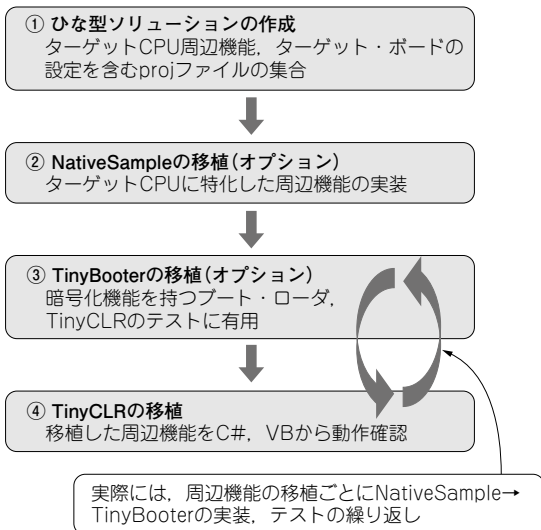 ① ひな型ソリューションの作成
ターゲットCPU周辺機能，ターゲット・ボードの
設定を含むprojファイルの集合
② NativeSampleの移植(オプション)
ターゲットCPUに特化した周辺機能の実装
③ TinyBooterの移植(オプション)
暗号化機能を持つブート・ローダ，
TinyCLRのテストに有用
④ TinyCLRの移植
移植した周辺機能をC#，VBから動作確認
実際には，周辺機能の移植ごとにNativeSample→
TinyBooterの実装，テストの繰り返し